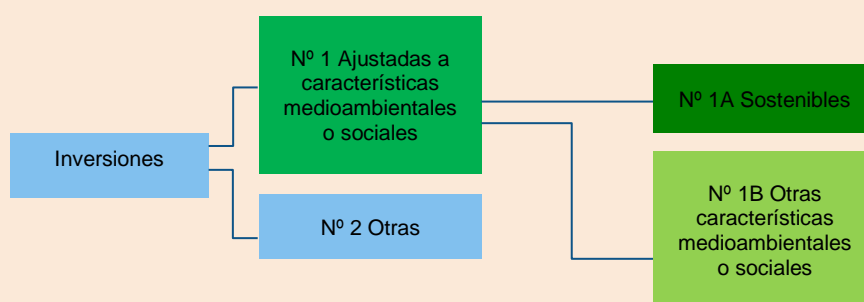 Inversiones
Nº 1 Ajustadas a
características
medioambientales
o sociales
Nº 2 Otras
Nº 1A Sostenibles
Nº 1B Otras
características
medioambientales
o sociales